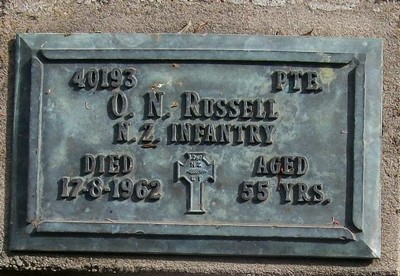 40193 PTE.
O. N. RUSSELL
N. Z. INFANTRY
DIED AGED
17-8-1962 55 YRS.